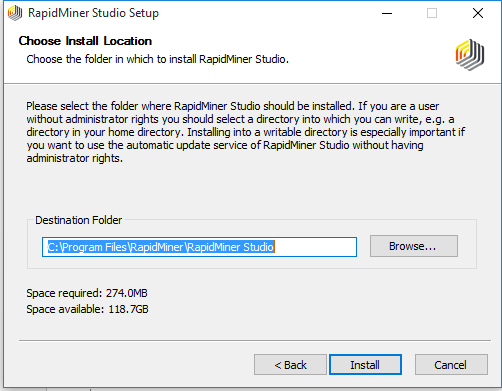 RapidMiner Studio Setup
Choose Install Location
Choose the folder in which to install RapidMiner Studio.
Please select the folder where RapidMiner Studio should be installed. If you are a user
without administrator rights you should select a directory into which you can write, e.g. a
directory in your home directory. Installing into a writable directory is especially important if
you want to use the automatic update service of RapidMiner Studio without having
administrator rights.
Destination Folder
C:\Program Files\RapidMiner\RapidMiner Studio
Browse...
Space required: 274.0MB
Space available: 118.7GB
< Back
Install
Cancel